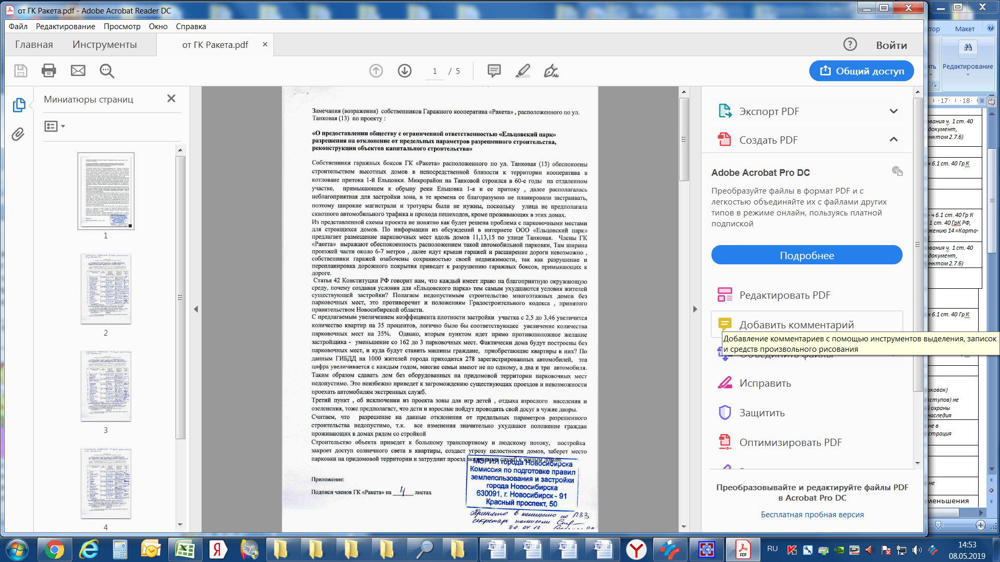 от ГК Ракета.pdf - Adobe Acrobat Reader DC
Файл Редактирование Просмотр Окно Справка
Главная Инструменты от ГК Ракета.pdf × Войти
1 / 5 Общий доступ
Миниатюры страниц
1
2
3
4
Замечания (возражения) собственников Гаражного кооператива «Ракета» , расположенного по ул.
Танковая (13) по проекту :
«О предоставлении обществу с ограниченной ответственностью «Ельцовский парк»
разрешения на отклонение от предельных параметров разрешенного строительства,
реконструкции объектов капитального строительства»
Собственники гаражных боксов ГК «Ракета» расположенного по ул. Танковая (13) обеспокоены
строительством высотных домов в непосредственной близости к территории кооператива в
котловане притока 1-й Ельцовки. Микрорайон на Танковой строился в 60-е годы на отдаленном
участке, примыкающем к обрыву реки Ельцовка 1-я и ее притоку , далее располагалась
неблагоприятная для застройки зона, в те времена ее благоразумно не планировали застраивать,
поэтому широкие магистрали и тротуары были не нужны, поскольку улица не предполагала
сквозного автомобильного трафика и прохода пешеходов, кроме проживающих в этих домах.
Из представленной схемы проекта не понятно как будет решена проблема с парковочными местами
для строящихся домов. По информации из обсуждений в интернете ООО «Ельцовский парк»
предлагает размещение парковочных мест вдоль домов 11,13,15 по улице Танковая. Члены ГК
«Ракета» выражают обеспокоенность расположением такой автомобильной парковки, Там ширина
проезжей части около 6-7 метров , далее идут крыши гаражей и расширение дороги невозможно ,
собственники гаражей озабочены сохранностью своей недвижимости, так как разрушение и
перепланировка дорожного покрытия приведет к разрушению гаражных боксов, примыкающих к
дороге.
Статья 42 Конституции РФ говорит нам, что каждый имеет право на благоприятную окружающую
среду, почему создавая условия для «Ельцовского парка» тем самым ухудшаются условия жителей
существующей застройки? Полагаем недопустимым строительство многоэтажных домов без
парковочных мест, это противоречит и положениям Градостроительного кодекса , принятого
правительством Новосибирской области.
С предлагаемым увеличением коэффициента плотности застройки участка с 2,5 до 3,46 увеличится
количество квартир на 35 процентов, логично было бы соответствующее увеличение количества
парковочных мест на 35%. Однако, вторым пунктом идет прямо противоположное желание
застройщика - уменьшение со 162 до 3 парковочных мест. Фактически дома будут построены без
парковочных мест, и куда будут ставить машины граждане, приобретающие квартиры в них? По
данным ГИБДД на 1000 жителей города приходится 278 зарегистрированных автомобилей, эта
цифра увеличивается с каждым годом, многие семьи имеют не по одному, а два и три автомобиля.
Таким образом сдавать дом без оборудованных на придомовой территории парковочных мест
недопустимо. Это неизбежно приведет к загромождению существующих проездов и невозможности
проехать автомобилям экстренных служб.
Третий пункт , об исключении из проекта зоны для игр детей , отдыха взрослого населения и
озеленения, тоже предполагаст, что дсти и взрослые пойдут проводить свой досуг в чужие дворы.
Считаем, что разрешение на данные отклонения от предельных параметров разрешенного
строительства недопустимо, т.к. все изменения значительно ухудшают положение граждан
проживающих в домах рядом со стройкой
Строительство объекта приведет к большому транспортному и людскому потоку, постройка
закроет доступ солнечного света в квартиры, создаст угрозу целостности домов, заберет место
парковки на придомовой территории и затруднит проезд экстренных служб к жилым домам.
Приложение:
Подписи членов ГК «Ракета» на 4 листах
МЭРИЯ города Новосибирска
Комиссия по подготовке правил
землепользования и застройки
города Новосибирска
630091, г. Новосибирск - 91
Красный проспект, 50
Принято в комиссию по ПЗЗ
секретарь комиссии
30.04.19
Экспорт PDF
Создать PDF
Adobe Acrobat Pro DC
Преобразуйте файлы в формат PDF и с
легкостью объединяйте их с файлами других
типов в режиме онлайн, пользуясь платной
подпиской
Подробнее
Редактировать PDF
Добавить комментарий
Добавление комментариев с помощью инструментов выделения, записок
и средств произвольного рисования
Объединить файлы
Исправить
Защитить
Оптимизировать PDF
Преобразовывайте и редактируйте файлы PDF
в Acrobat Pro DC
Бесплатная пробная версия
Макет
Редактирование
17 18
ч. 1 ст. 40
документ,
пунктом 2.7.6)
ч 6.1 ст. 40 Гр К
- ч 6.1 ст. 40 Гр К
1 ст. 40 ГрК РФ,
14 «Карта-
ч. 1 ст. 40
документ,
пунктом 2.7.6)
ч 6.1 ст. 40 Гр К
не
охраны
наследия
не в
не
RU
14:53
08.05.2019